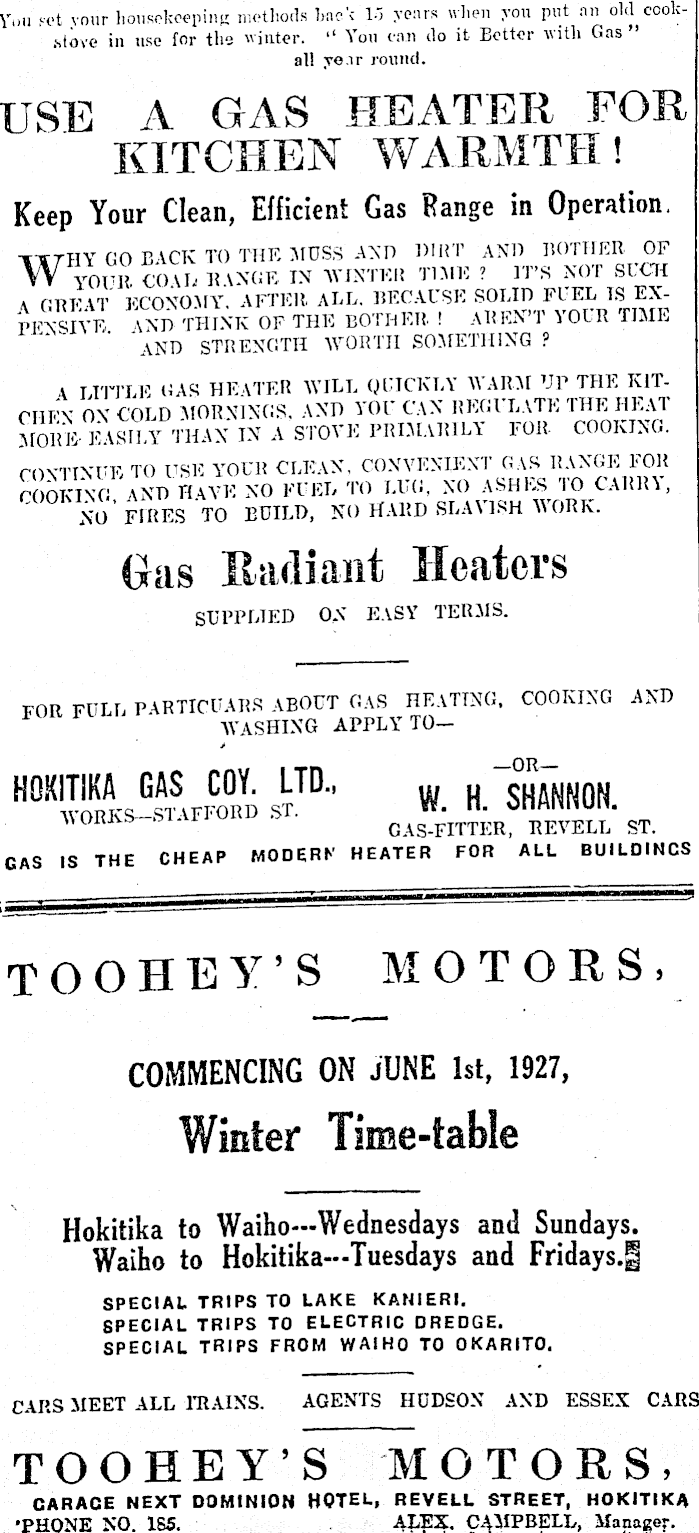 You set your housekeeping methods back 15 years when you put an old cook-
stove in use for the winter. “ You can do it Better with Gas ”
all year round.
USE A GAS HEATER FOR
KITCHEN WARMTH !
Keep Your Clean, Efficient Gas Range in Operation.
WHY GO BACK TO THE MUSS AND DIRT AND BOTHER OF
YOUR COAL RANGE IN WINTER TIME ? IT'S NOT SUCH
A GREAT ECONOMY, AFTER ALL, BECAUSE SOLID FUEL IS EX-
PENSIVE. AND THINK OF THE BOTHER ! AREN'T YOUR TIME
AND STRENGTH WORTH SOMETHING ?
A LITTLE GAS HEATER WILL QUICKLY WARM UP THE KIT-
CHEN ON COLD MORNINGS, AND YOU CAN REGULATE THE HEAT
MORE EASILY THAN IN A STOVE PRIMARILY FOR COOKING.
CONTINUE TO USE YOUR CLEAN, CONVENIENT GAS RANGE FOR
COOKING, AND HAVE NO FUEL TO LUG, NO ASHES TO CARRY,
NO FIRES TO BUILD, NO HARD SLAVISH WORK.
Gas Radiant Heaters
SUPPLIED ON EASY TERMS.
FOR FULL PARTICUARS ABOUT GAS HEATING, COOKING AND
WASHING APPLY TO—
HOKITIKA GAS COY. LTD.,
WORKS—STAFFORD ST.
—OR—
W. H. SHANNON.
GAS-FITTER, REVELL ST.
GAS IS THE CHEAP MODERN HEATER FOR ALL BUILDINGS
TOOHEY'S MOTORS,
COMMENCING ON JUNE 1st, 1927,
Winter Time-table
Hokitika to Waiho---Wednesdays and Sundays.
Waiho to Hokitika---Tuesdays and Fridays.
SPECIAL TRIPS TO LAKE KANIERI.
SPECIAL TRIPS TO ELECTRIC DREDGE.
SPECIAL TRIPS FROM WAIHO TO OKARITO.
CARS MEET ALL TRAINS. AGENTS HUDSON AND ESSEX CARS
TOOHEY'S MOTORS,
GARAGE NEXT DOMINION HOTEL, REVELL STREET, HOKITIKA
'PHONE NO. 185. ALEX. CAMPBELL, Manager.